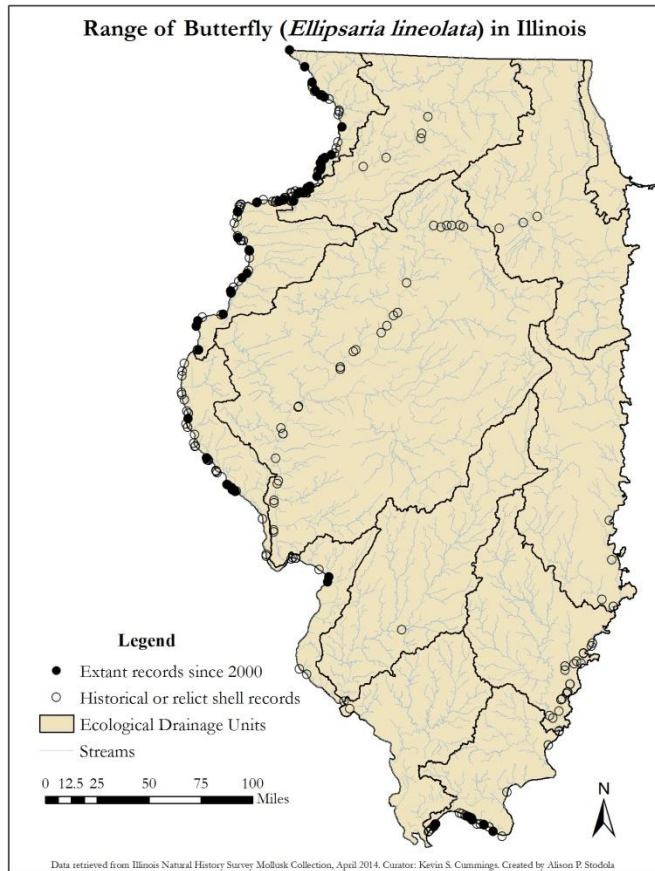 Range of Butterfly (Ellipsaria lineolata) in Illinois
Legend
Extant records since 2000
Historical or relict shell records
Ecological Drainage Units
Streams
0 12.5 25 50 75 100
Miles
N
Data retrieved from Illinois Natural History Survey Mollusk Collection, April 2014. Curator: Kevin S. Cummings. Created by Alison P. Stodola